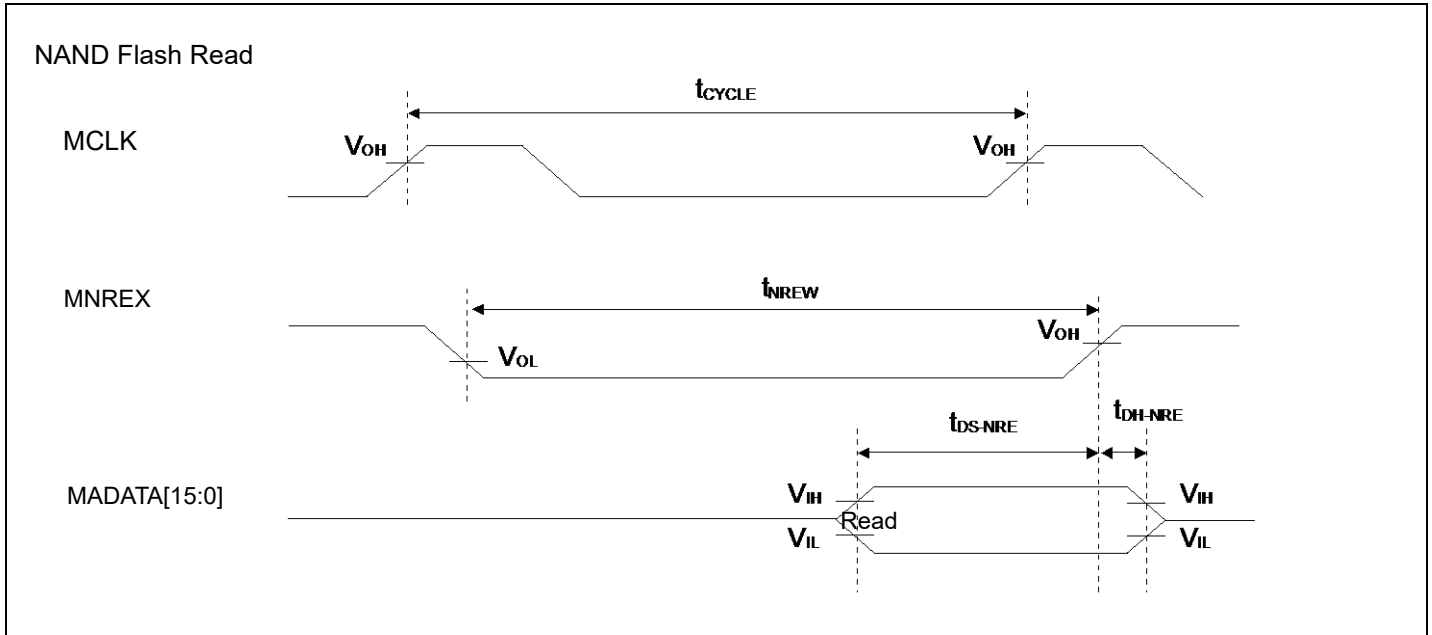 NAND Flash Read
tCYCLE
MCLK
VOH
VOH
MNREX
tNREW
VOH
VOL
tDH-NRE
tDS-NRE
MADATA[15:0]
VIH
VIH
Read
VIL
VIL